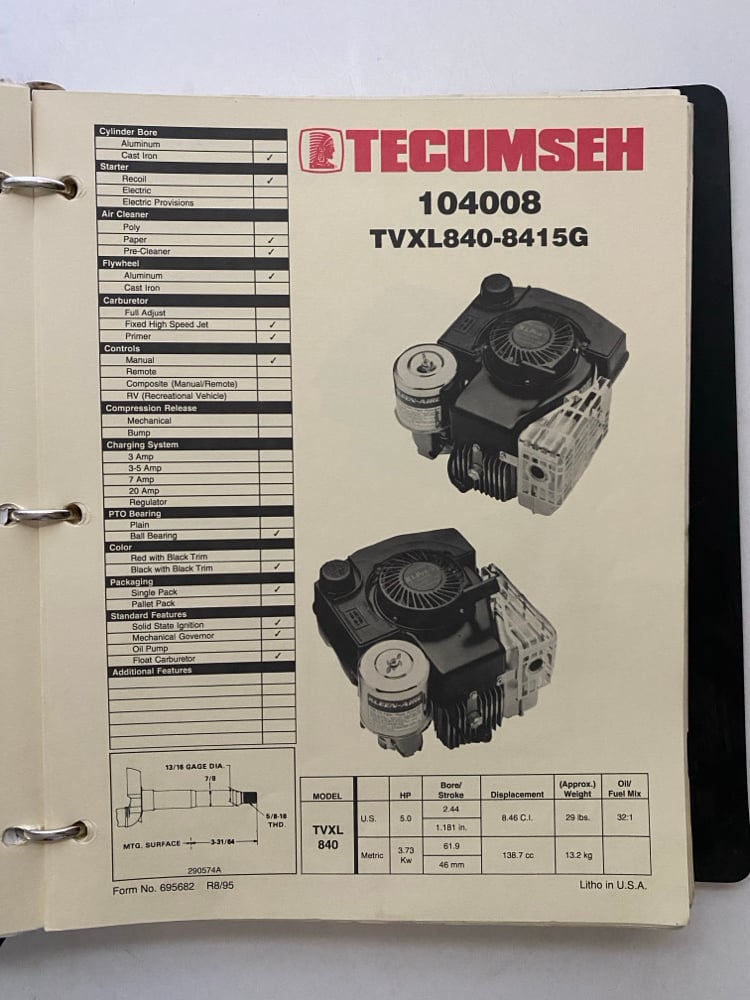 Cylinder Bore
Aluminum
Cast Iron ✓
Starter
Recoil ✓
Electric
Electric Provisions
Air Cleaner
Poly
Paper ✓
Pre-Cleaner ✓
Flywheel
Aluminum ✓
Cast Iron
Carburetor
Full Adjust
Fixed High Speed Jet ✓
Primer ✓
Controls
Manual ✓
Remote
Composite (Manual/Remote)
RV (Recreational Vehicle)
Compression Release
Mechanical
Bump
Charging System
3 Amp
3-5 Amp
7 Amp
20 Amp
Regulator
PTO Bearing
Plain
Ball Bearing ✓
Color
Red with Black Trim
Black with Black Trim ✓
Packaging
Single Pack ✓
Pallet Pack
Standard Features
Solid State Ignition ✓
Mechanical Governor ✓
Oil Pump
Float Carburetor ✓
Additional Features
TECUMSEH
104008
TVXL840-8415G
KLEEN-AIRE
KLEEN-AIRE
13/16 GAGE DIA.
7/8
5/8-18
THD.
MTG. SURFACE
3-31/64
290574A
MODEL HP Bore/ Stroke Displacement (Approx.) Weight Oil/ Fuel Mix
TVXL 840
U.S. 5.0 2.44 1.181 in. 8.46 C.I. 29 lbs. 32:1
Metric 3.73 Kw 61.9 46 mm 138.7 cc 13.2 kg
Form No. 695682 R8/95
Litho in U.S.A.